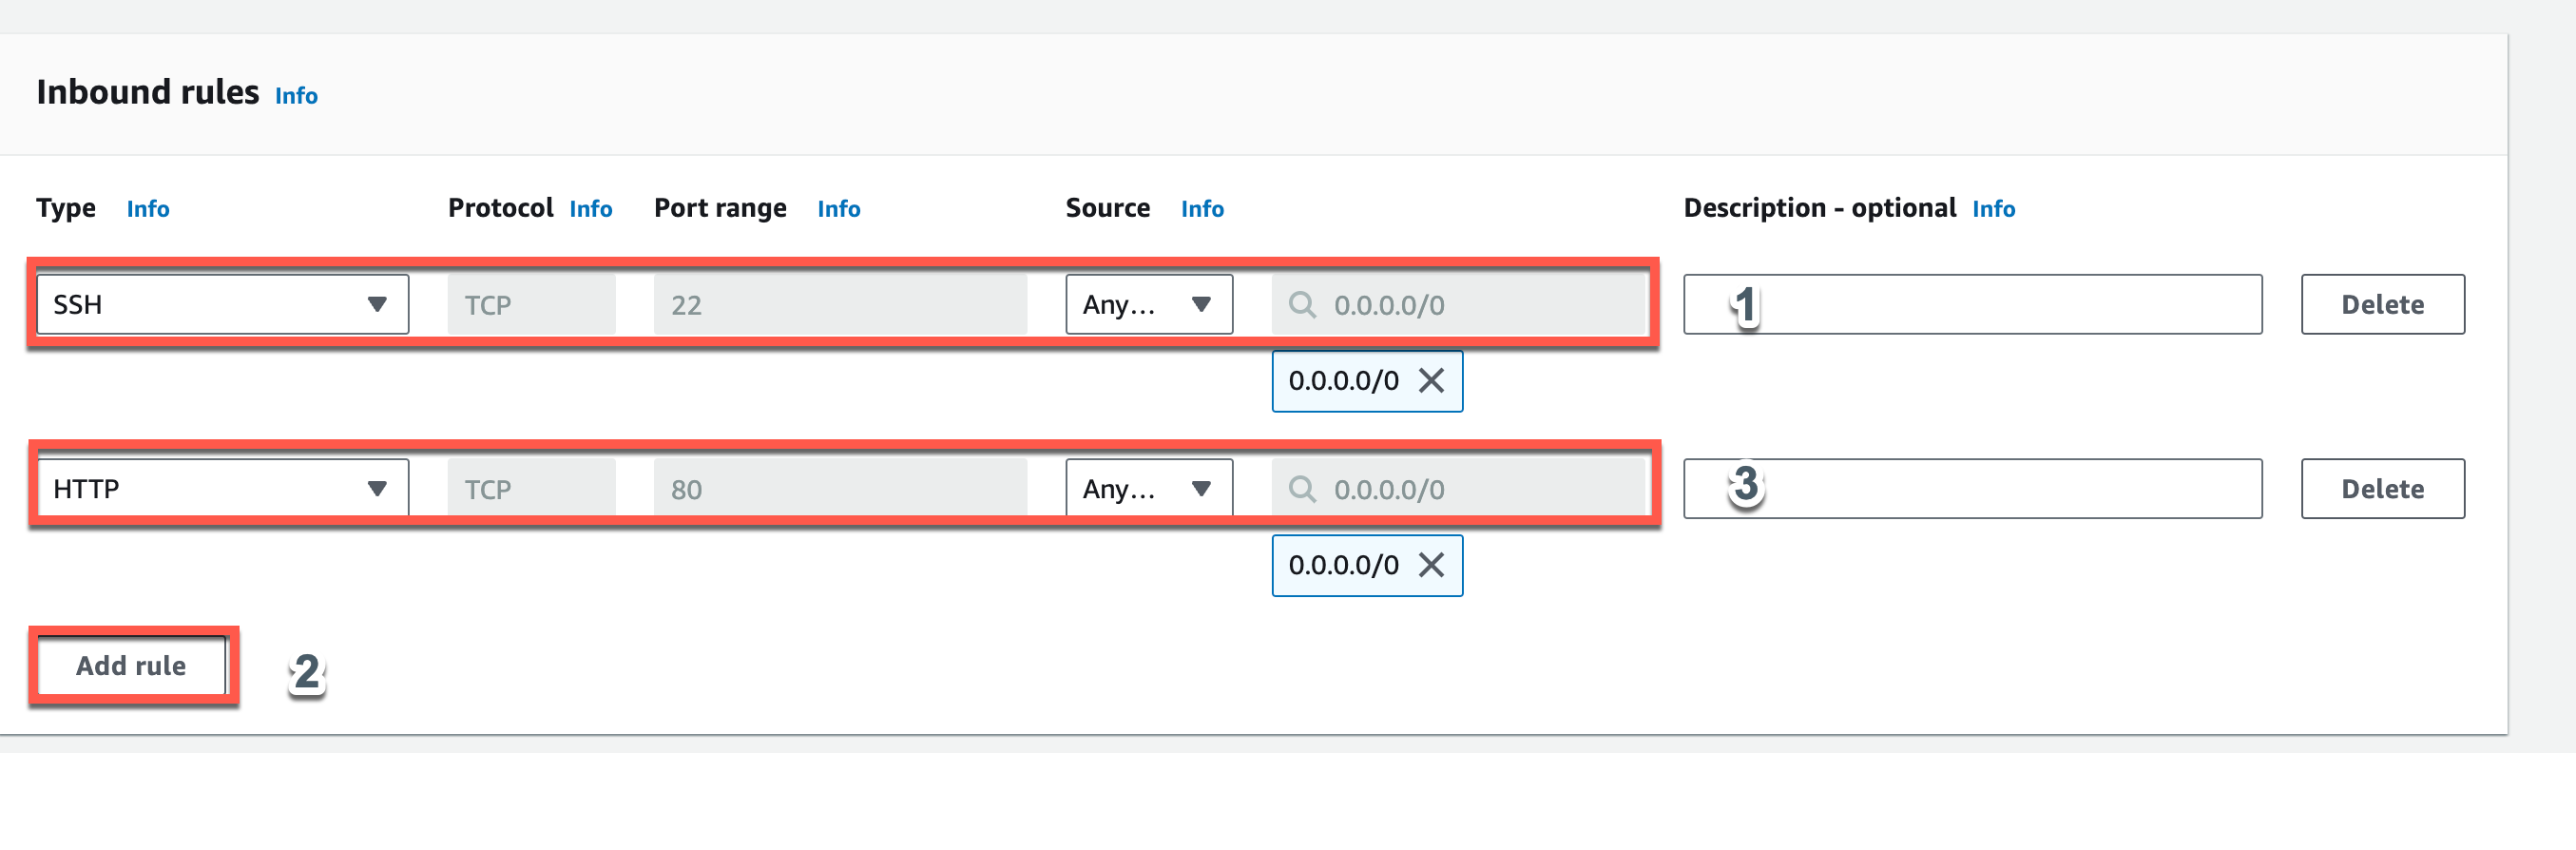 Inbound rules Info
Type Info Protocol Info Port range Info Source Info Description - optional Info
SSH TCP 22 Any... 0.0.0.0/0 1 Delete
0.0.0.0/0
HTTP TCP 80 Any... 0.0.0.0/0 3 Delete
0.0.0.0/0
Add rule 2